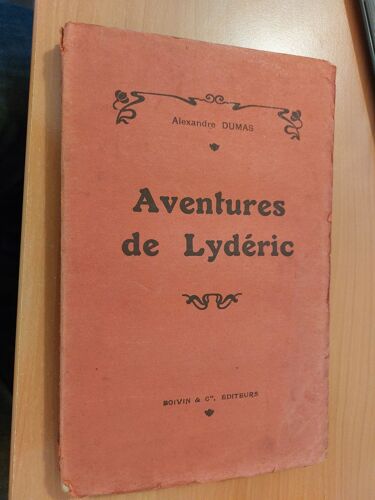 Alexandre DUMAS
Aventures
de Lydéric
BOIVIN & Cie, EDITEURS